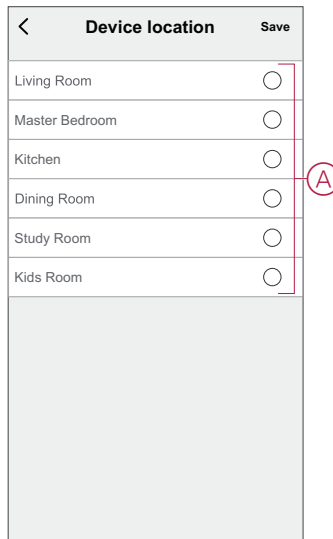 Device location Save
Living Room
Master Bedroom
Kitchen
A
Dining Room
Study Room
Kids Room